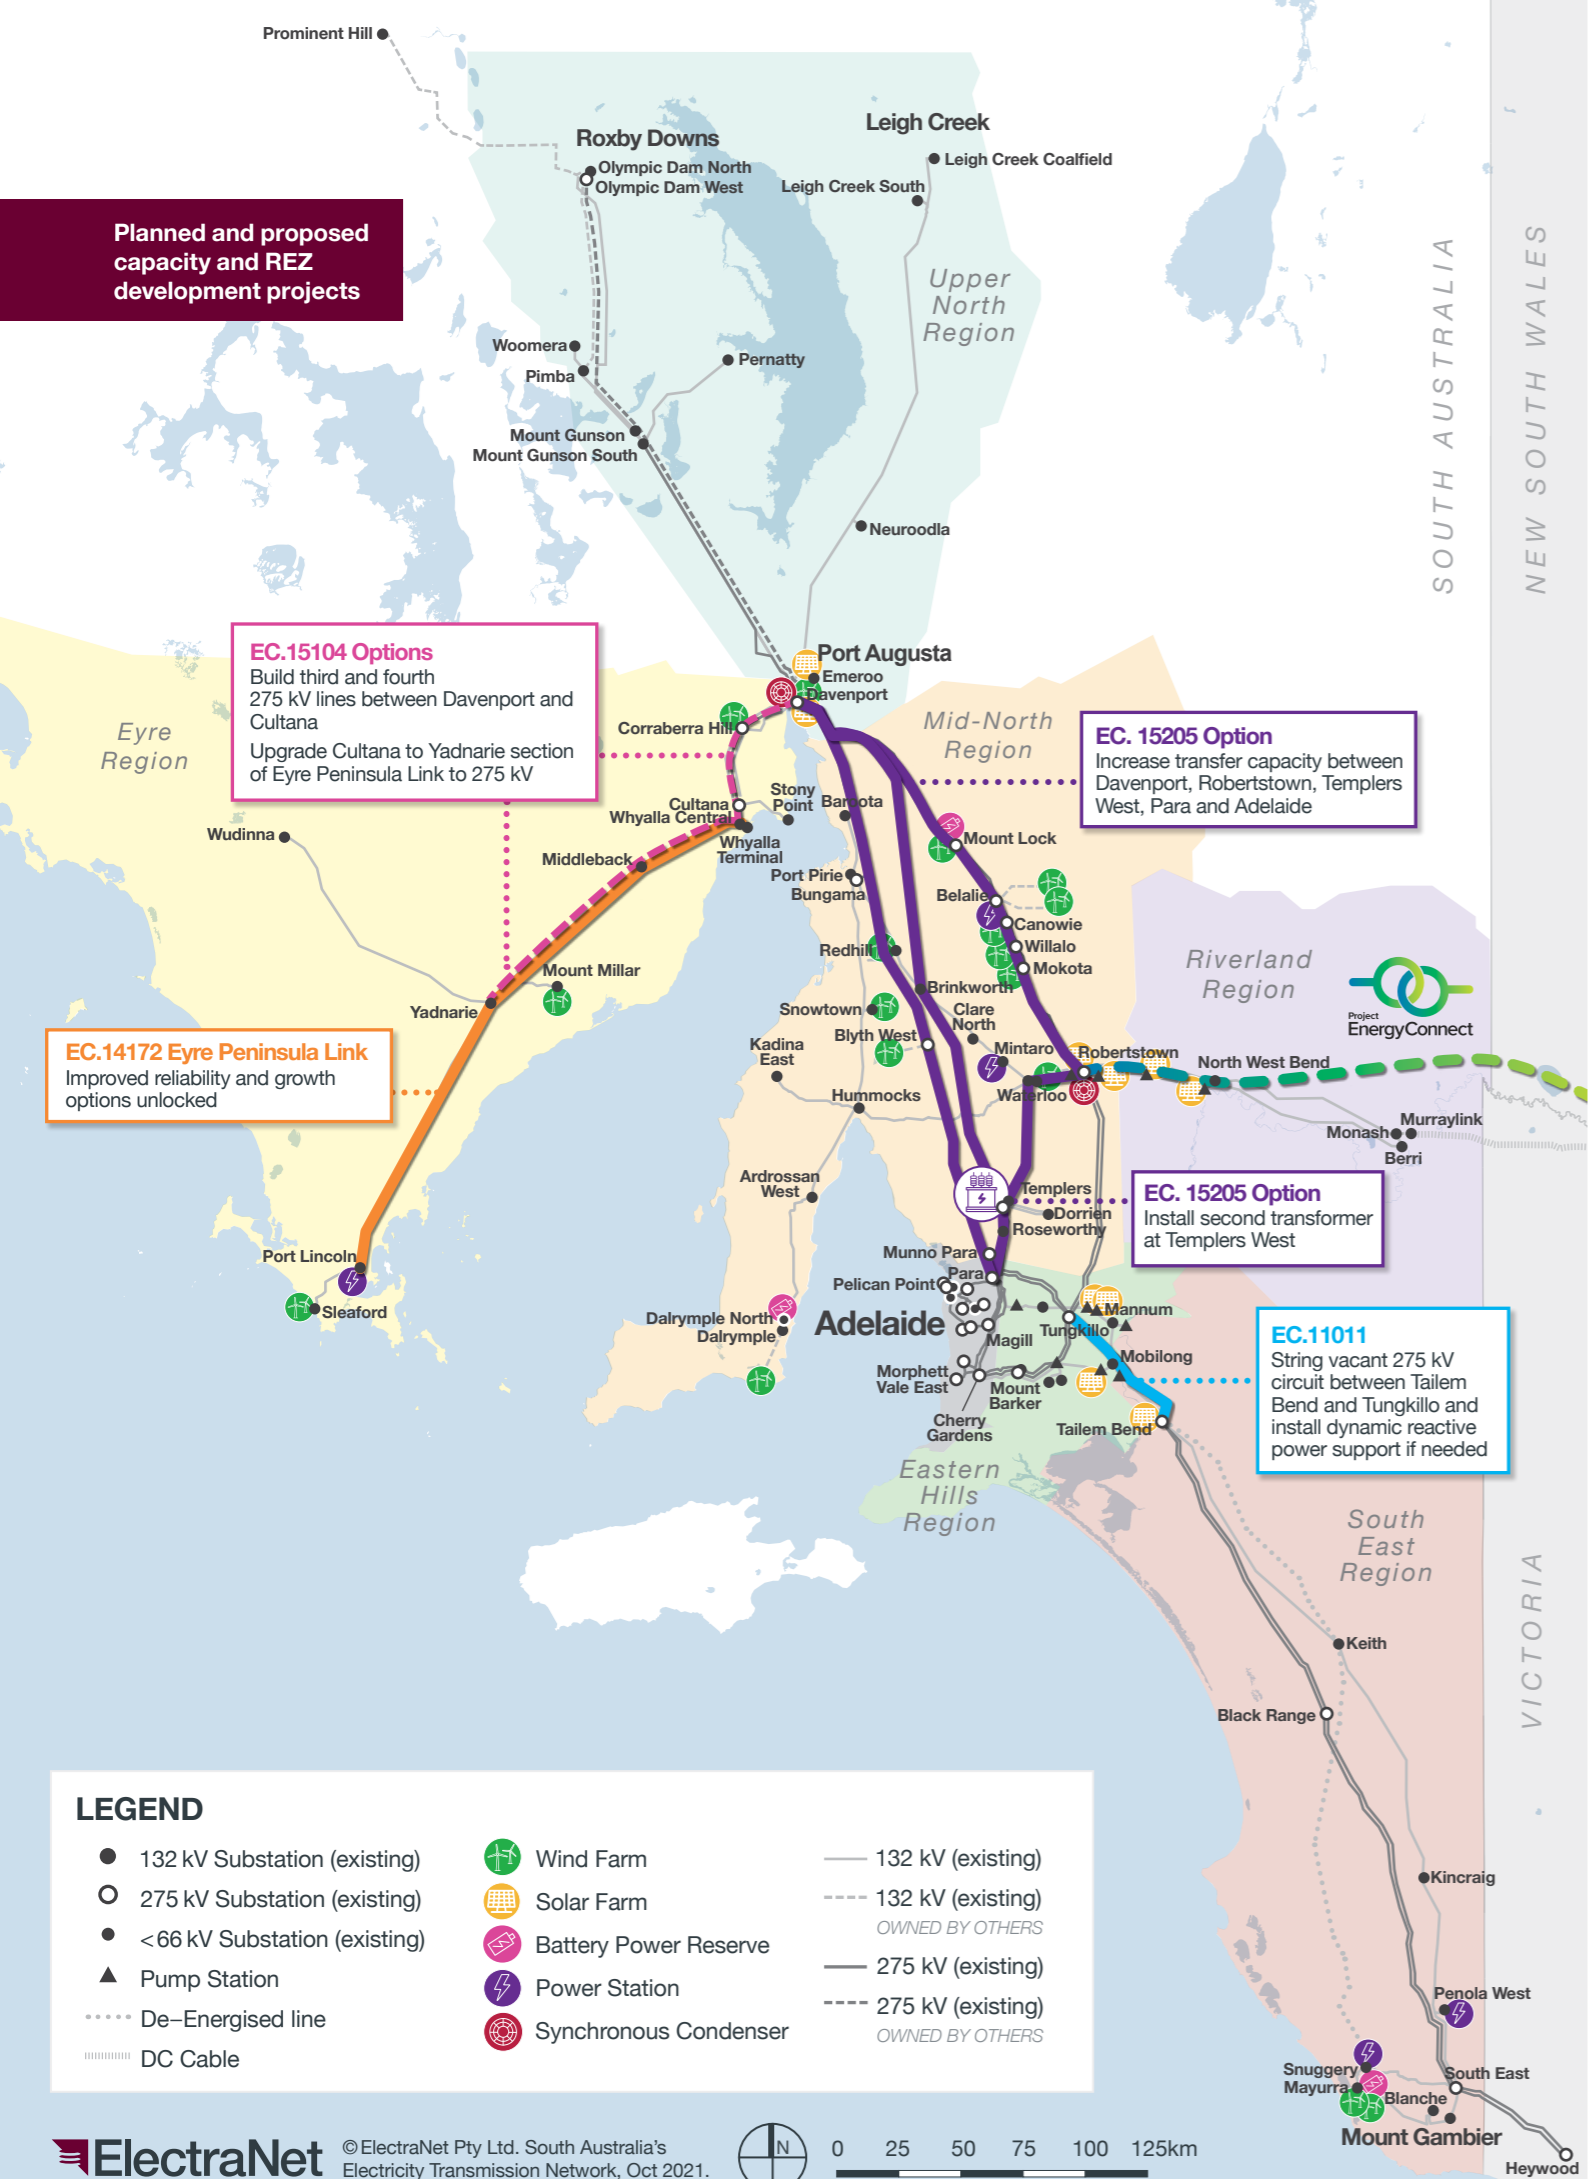 Prominent Hill
Roxby Downs
Olympic Dam North
Olympic Dam West
Leigh Creek
Leigh Creek Coalfield
Leigh Creek South
Planned and proposed
capacity and REZ
development projects
Upper
North
Region
SOUTH AUSTRALIA
NEW SOUTH WALES
Woomera
Pimba
Pernatty
Mount Gunson
Mount Gunson South
Neuroodla
EC.15104 Options
Build third and fourth
275 kV lines between Davenport and
Cultana
Upgrade Cultana to Yadnarie section
of Eyre Peninsula Link to 275 kV
Port Augusta
Emeroo
Davenport
Eyre
Region
Corraberra Hill
Mid-North
Region
EC. 15205 Option
Increase transfer capacity between
Davenport, Robertstown, Templers
West, Para and Adelaide
Cultana
Whyalla Central
Stony
Point
Baroota
Whyalla
Terminal
Wudinna
Middleback
Mount Lock
Port Pirie
Bungama
Belalie
Canowie
Willalo
Mokota
Redhill
Mount Millar
Yadnarie
Brinkworth
Snowtown
Clare
North
Blyth West
Riverland
Region
Project
EnergyConnect
EC.14172 Eyre Peninsula Link
Improved reliability and growth
options unlocked
Kadina
East
Mintaro
Robertstown
North West Bend
Hummocks
Waterloo
Murraylink
Monash
Berri
Ardrossan
West
Templers
Dorrien
Roseworthy
EC. 15205 Option
Install second transformer
at Templers West
Port Lincoln
Sleaford
Munno Para
Para
Pelican Point
Dalrymple North
Dalrymple
Adelaide
Magill
Tungkillo
Mannum
Mobilong
Morphett
Vale East
Mount
Barker
Cherry
Gardens
Tailem Bend
EC.11011
String vacant 275 kV
circuit between Tailem
Bend and Tungkillo and
install dynamic reactive
power support if needed
Eastern
Hills
Region
South
East
Region
VICTORIA
Keith
Black Range
Kincraig
Penola West
Snuggery
Mayurra
Blanche
South East
Mount Gambier
Heywood
LEGEND
132 kV Substation (existing)
275 kV Substation (existing)
<66 kV Substation (existing)
Pump Station
De–Energised line
DC Cable
Wind Farm
Solar Farm
Battery Power Reserve
Power Station
Synchronous Condenser
132 kV (existing)
132 kV (existing)
OWNED BY OTHERS
275 kV (existing)
275 kV (existing)
OWNED BY OTHERS
ElectraNet
© ElectraNet Pty Ltd. South Australia's
Electricity Transmission Network, Oct 2021.
N
0 25 50 75 100 125km